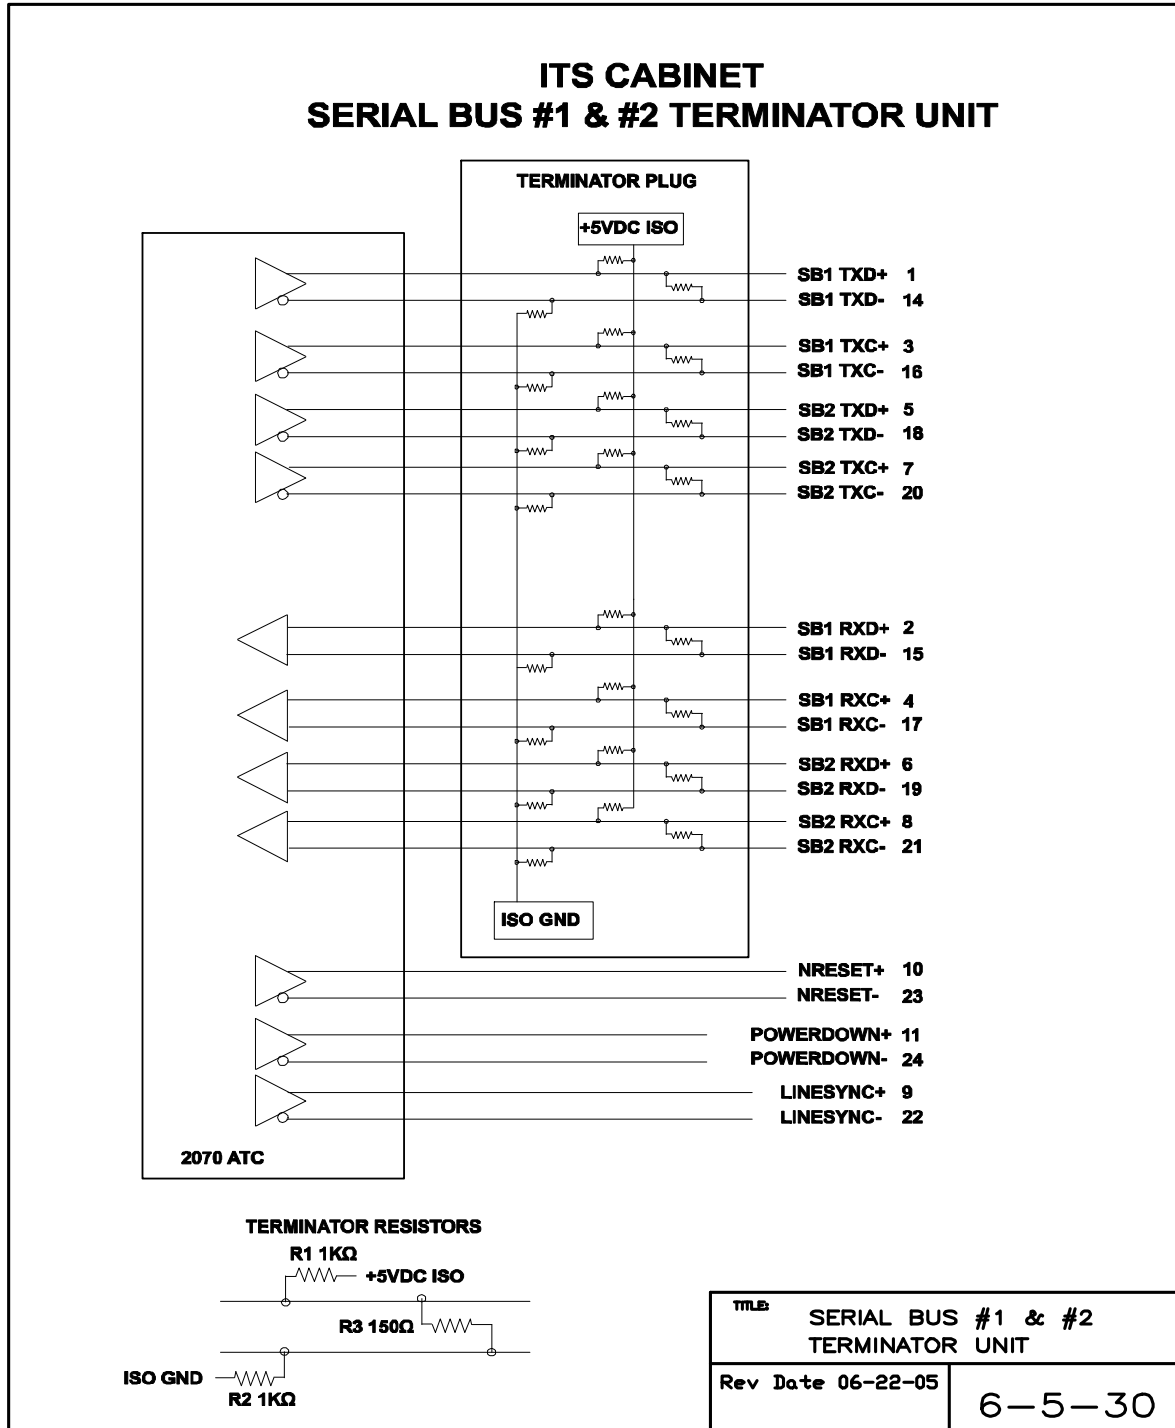 ITS CABINET
SERIAL BUS #1 & #2 TERMINATOR UNIT
TERMINATOR PLUG
+5VDC ISO
SB1 TXD+ 1
SB1 TXD- 14
SB1 TXC+ 3
SB1 TXC- 16
SB2 TXD+ 5
SB2 TXD- 18
SB2 TXC+ 7
SB2 TXC- 20
SB1 RXD+ 2
SB1 RXD- 15
SB1 RXC+ 4
SB1 RXC- 17
SB2 RXD+ 6
SB2 RXD- 19
SB2 RXC+ 8
SB2 RXC- 21
ISO GND
NRESET+ 10
NRESET- 23
POWERDOWN+ 11
POWERDOWN- 24
LINESYNC+ 9
LINESYNC- 22
2070 ATC
TERMINATOR RESISTORS
R1 1KΩ
+5VDC ISO
R3 150Ω
ISO GND
R2 1KΩ
TITLE:
SERIAL BUS #1 & #2
TERMINATOR UNIT
Rev Date 06-22-05
6-5-30